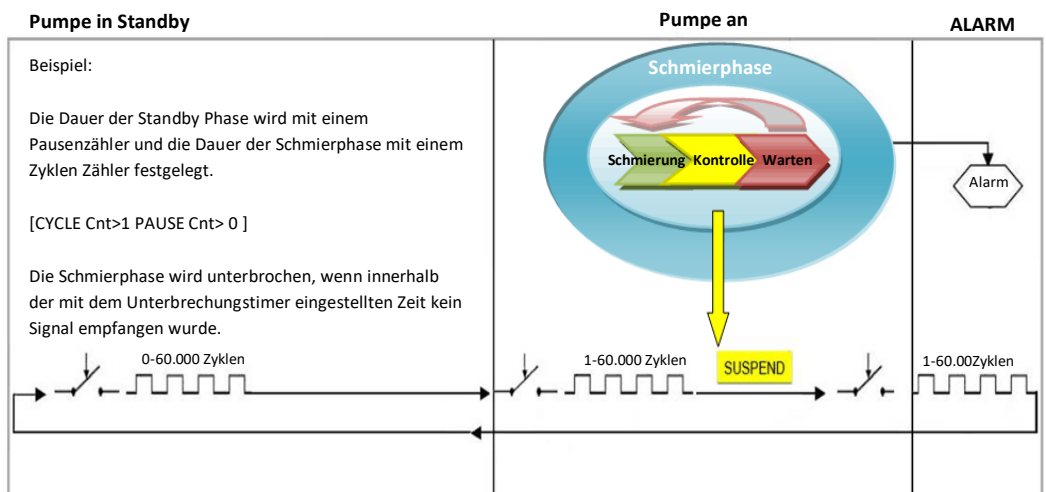 Pumpe in Standby
Pumpe an
ALARM
Beispiel:
Die Dauer der Standby Phase wird mit einem
Pausenzähler und die Dauer der Schmierphase mit einem
Zyklen Zähler festgelegt.
[CYCLE Cnt>1 PAUSE Cnt> 0 ]
Die Schmierphase wird unterbrochen, wenn innerhalb
der mit dem Unterbrechungstimer eingestellten Zeit kein
Signal empfangen wurde.
Schmierphase
Schmierung Kontrolle Warten
Alarm
0-60.000 Zyklen
1-60.000 Zyklen
SUSPEND
1-60.00Zyklen